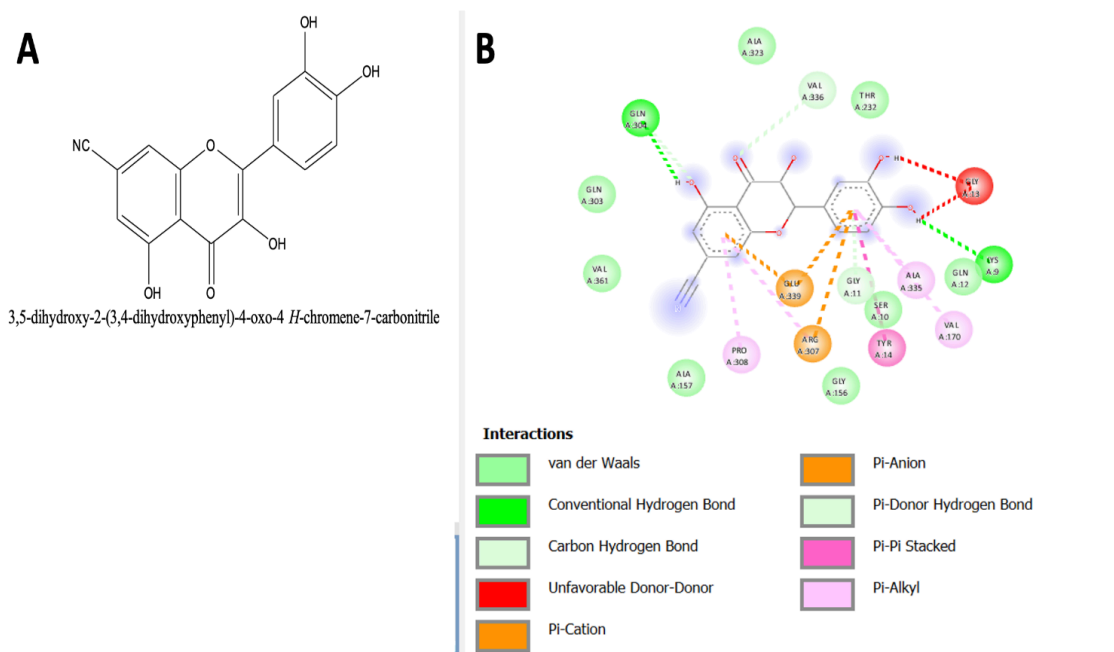 A
OH
OH
NC
O
OH
OH
O
3,5-dihydroxy-2-(3,4-dihydroxyphenyl)-4-oxo-4 H-chromene-7-carbonitrile
B
ALA
A:323
VAL
A:336
THR
A:232
GLN
A:304
GLN
A:303
H
H
H
GLY
A:13
VAL
A:361
GLU
A:339
GLY
A:11
ALA
A:335
GLN
A:12
LYS
A:9
SER
A:10
VAL
A:170
PRO
A:308
ARG
A:307
TYR
A:14
ALA
A:157
GLY
A:156
Interactions
van der Waals
Conventional Hydrogen Bond
Carbon Hydrogen Bond
Unfavorable Donor-Donor
Pi-Cation
Pi-Anion
Pi-Donor Hydrogen Bond
Pi-Pi Stacked
Pi-Alkyl